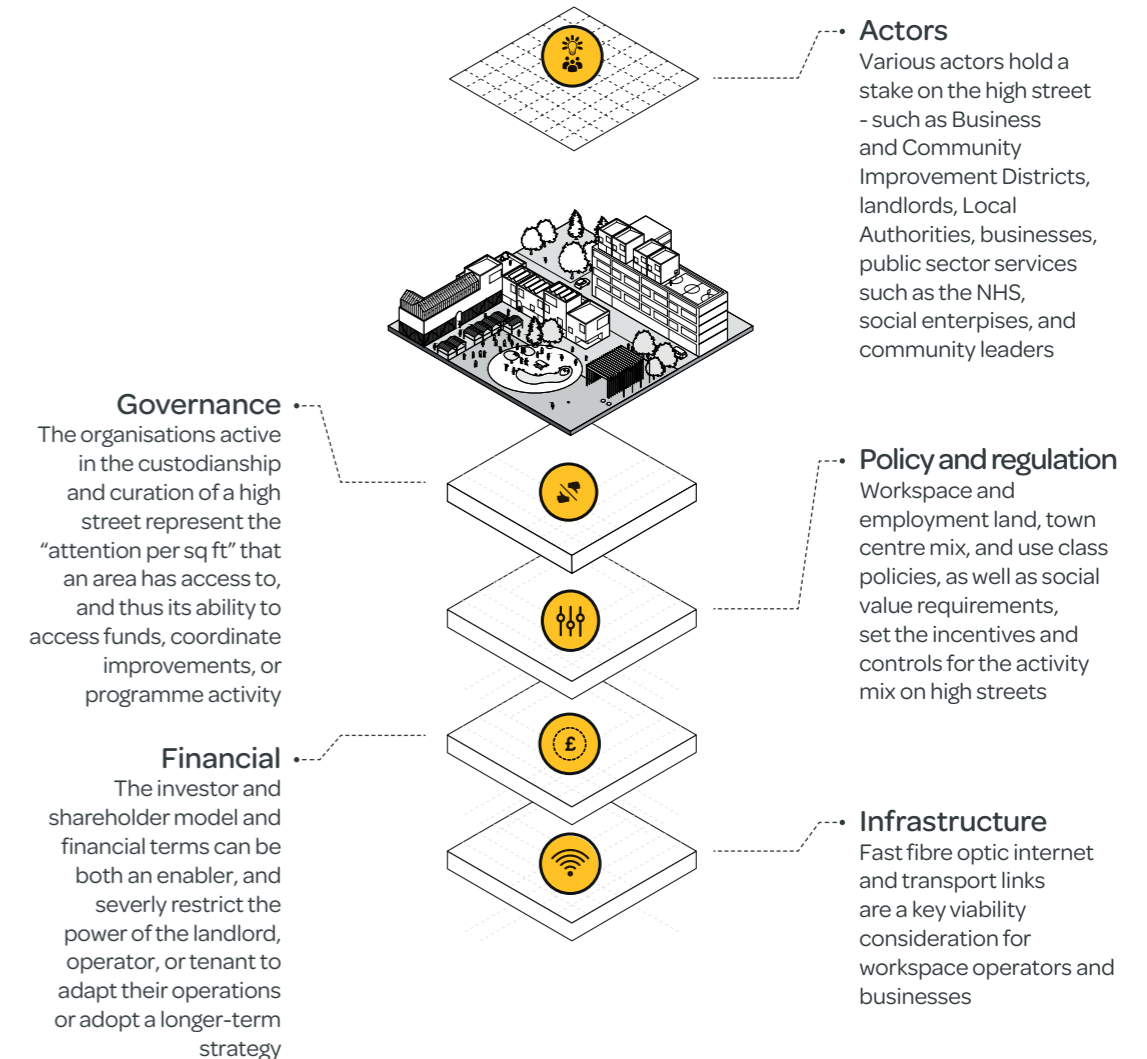 Actors
Various actors hold a
stake on the high street
- such as Business
and Community
Improvement Districts,
landlords, Local
Authorities, businesses,
public sector services
such as the NHS,
social enterpises, and
community leaders
Governance
The organisations active
in the custodianship
and curation of a high
street represent the
“attention per sq ft” that
an area has access to,
and thus its ability to
access funds, coordinate
improvements, or
programme activity
Policy and regulation
Workspace and
employment land, town
centre mix, and use class
policies, as well as social
value requirements,
set the incentives and
controls for the activity
mix on high streets
Financial
The investor and
shareholder model and
financial terms can be
both an enabler, and
severly restrict the
power of the landlord,
operator, or tenant to
adapt their operations
or adopt a longer-term
strategy
£
Infrastructure
Fast fibre optic internet
and transport links
are a key viability
consideration for
workspace operators and
businesses